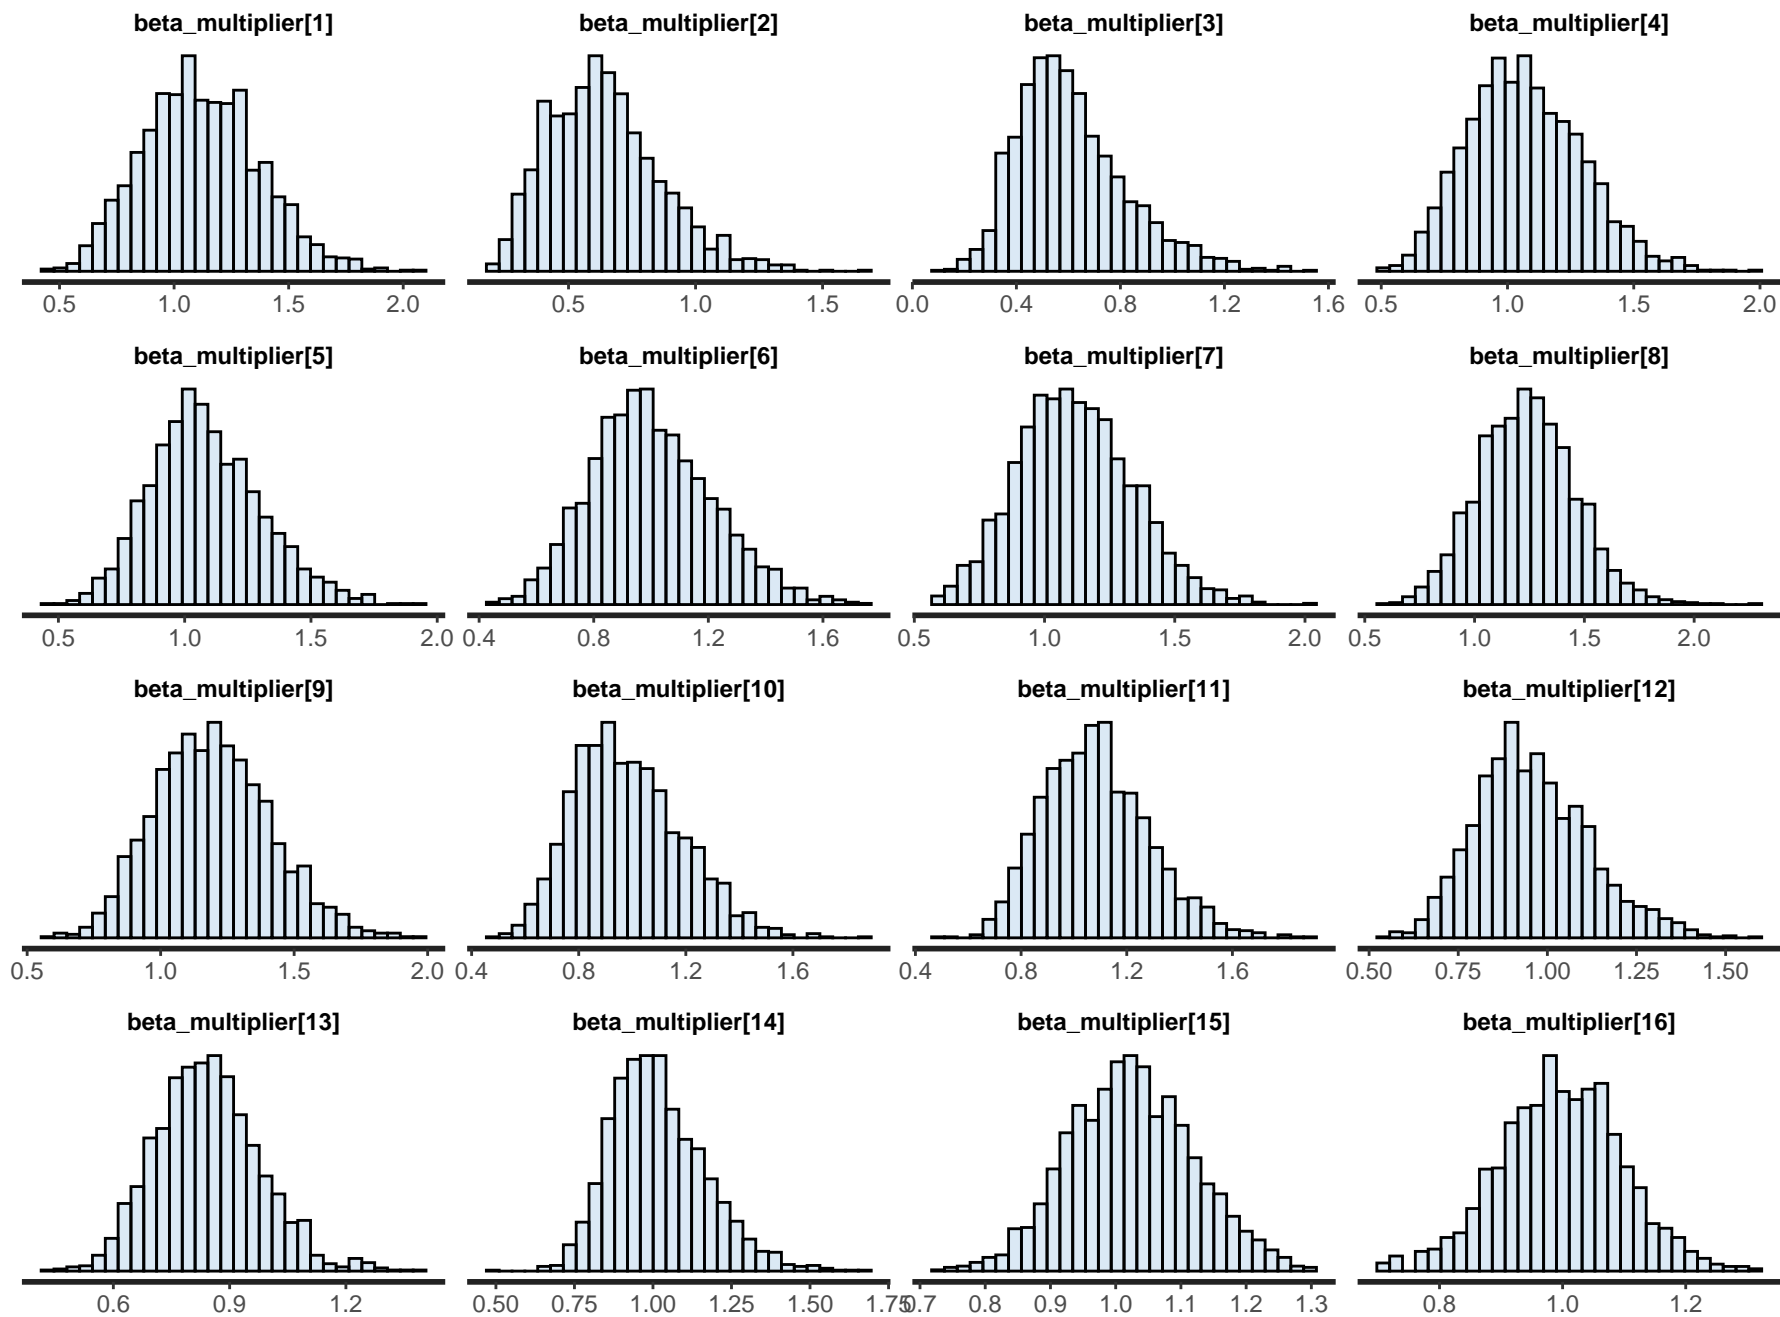 beta_multiplier[1] beta_multiplier[2] beta_multiplier[3] beta_multiplier[4]
0.5 1.0 1.5 2.0 0.5 1.0 1.5 0.0 0.4 0.8 1.2 1.6 0.5 1.0 1.5 2.0
beta_multiplier[5] beta_multiplier[6] beta_multiplier[7] beta_multiplier[8]
0.5 1.0 1.5 2.0 0.4 0.8 1.2 1.6 0.5 1.0 1.5 2.0 0.5 1.0 1.5 2.0
beta_multiplier[9] beta_multiplier[10] beta_multiplier[11] beta_multiplier[12]
0.5 1.0 1.5 2.0 0.4 0.8 1.2 1.6 0.4 0.8 1.2 1.6 0.50 0.75 1.00 1.25 1.50
beta_multiplier[13] beta_multiplier[14] beta_multiplier[15] beta_multiplier[16]
0.6 0.9 1.2 0.50 0.75 1.00 1.25 1.50 1.75 0.7 0.8 0.9 1.0 1.1 1.2 1.3 0.8 1.0 1.2